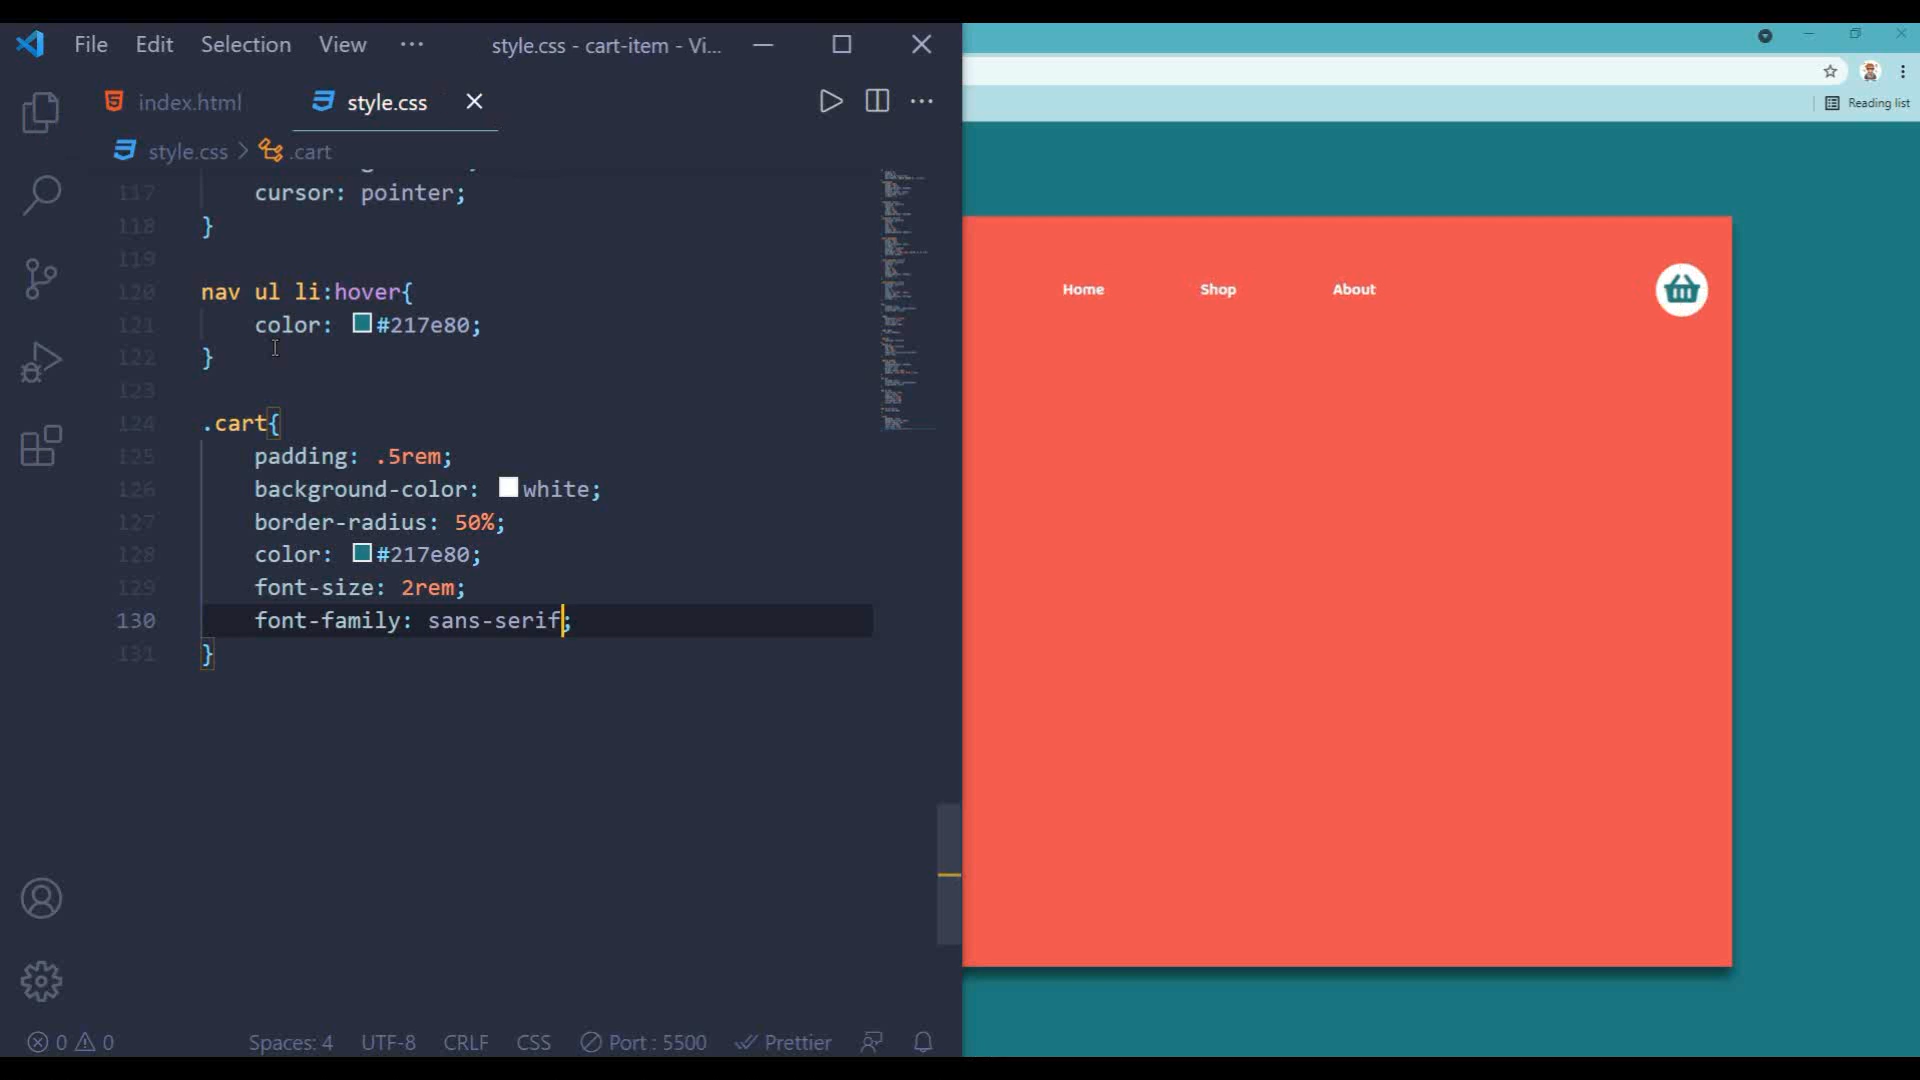 File Edit Selection View ··· style.css - cart-item - Vi...
index.html style.css
style.css > .cart
117 cursor: pointer;
118 }
119
120 nav ul li:hover{
121 color: #217e80;
122 }
123
124 .cart{
125 padding: .5rem;
126 background-color: white;
127 border-radius: 50%;
128 color: #217e80;
129 font-size: 2rem;
130 font-family: sans-serif;
131 }
0 0 Spaces: 4 UTF-8 CRLF CSS Port : 5500 Prettier
Reading list
Home Shop About